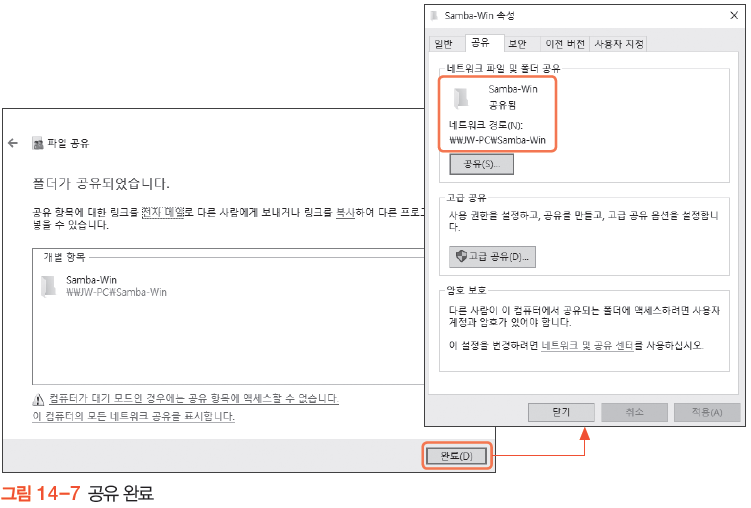 파일 공유
폴더가 공유되었습니다.
공유 항목에 대한 링크를 전자 메일로 다른 사람에게 보내거나 링크를 복사하여 다른 프로
넣을 수 있습니다.
개별 항목
Samba-Win
₩₩JW-PC₩Samba-Win
컴퓨터가 대기 모드인 경우에는 공유 항목에 액세스할 수 없습니다.
이 컴퓨터의 모든 네트워크 공유를 표시합니다.
완료(D)
Samba-Win 속성
일반 공유 보안 이전 버전 사용자 지정
네트워크 파일 및 폴더 공유
Samba-Win
공유됨
네트워크 경로(N):
₩₩JW-PC₩Samba-Win
공유(S)...
고급 공유
사용 권한을 설정하고, 공유를 만들고, 고급 공유 옵션을 설정합니
다.
고급 공유(D)...
암호 보호
다른 사람이 이 컴퓨터에서 공유되는 폴더에 액세스하려면 사용자
계정과 암호가 있어야 합니다.
이 설정을 변경하려면 네트워크 및 공유 센터를 사용하십시오.
닫기 취소 적용(A)
그림 14-7 공유 완료